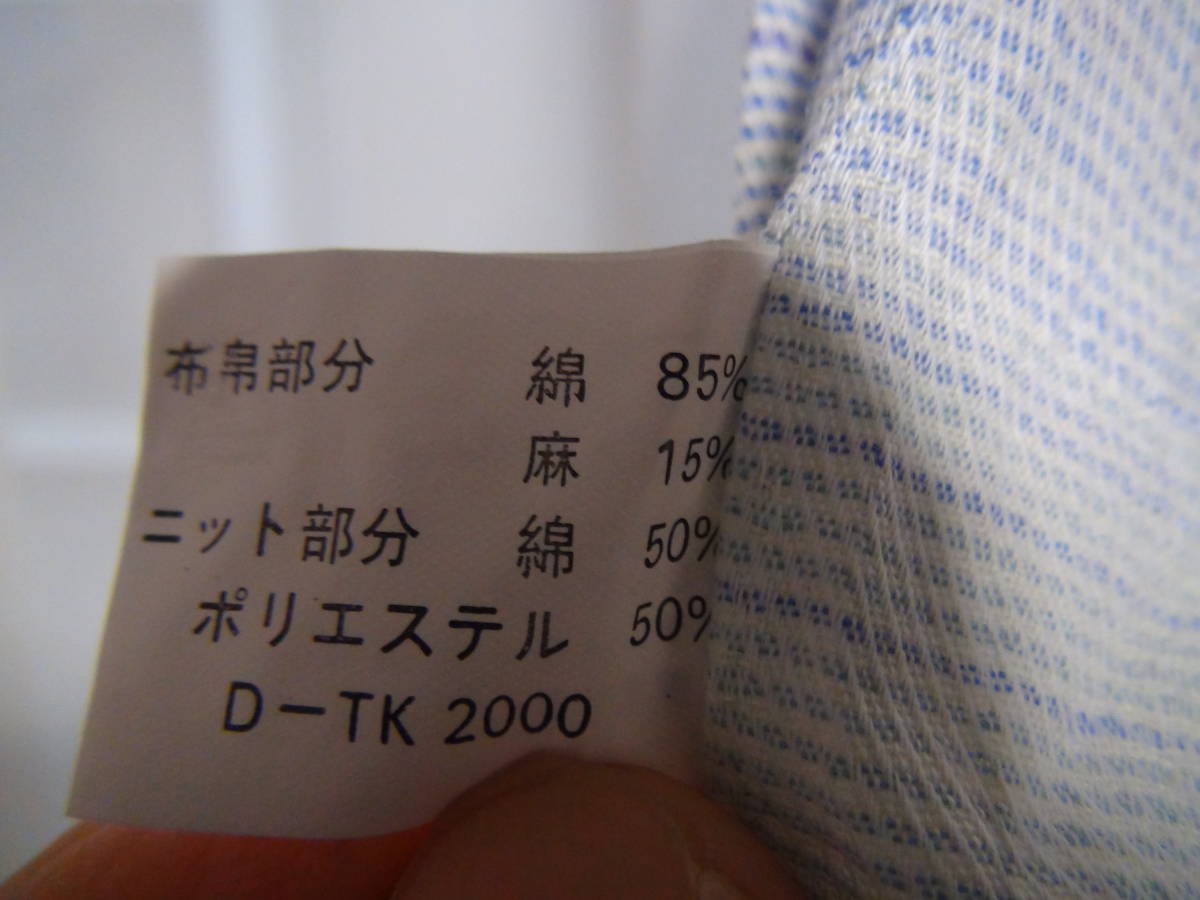 布帛部分 綿 85%
麻 15%
ニット部分 綿 50%
ポリエステル 50%
D-TK 2000